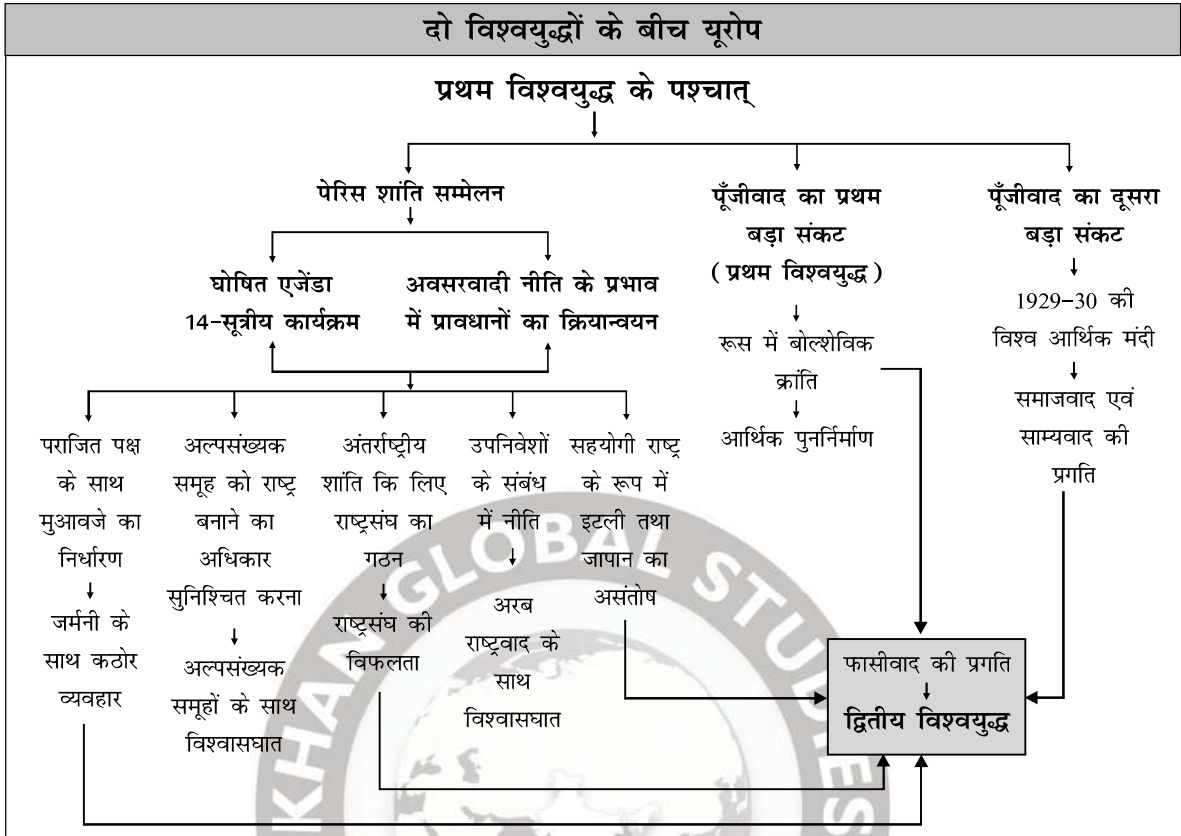 दो विश्वयुद्धों के बीच यूरोप
प्रथम विश्वयुद्ध के पश्चात्
पेरिस शांति सम्मेलन
घोषित एजेंडा
14-सूत्रीय कार्यक्रम
अवसरवादी नीति के प्रभाव
में प्रावधानों का क्रियान्वयन
पूँजीवाद का प्रथम
बड़ा संकट
(प्रथम विश्वयुद्ध)
रूस में बोल्शेविक
क्रांति
आर्थिक पुनर्निर्माण
पूँजीवाद का दूसरा
बड़ा संकट
1929-30 की
विश्व आर्थिक मंदी
समाजवाद एवं
साम्यवाद की
प्रगति
पराजित पक्ष
के साथ
मुआवजे का
निर्धारण
जर्मनी के
साथ कठोर
व्यवहार
अल्पसंख्यक
समूह को राष्ट्र
बनाने का
अधिकार
सुनिश्चित करना
अल्पसंख्यक
समूहों के साथ
विश्वासघात
अंतर्राष्ट्रीय
शांति कि लिए
राष्ट्रसंघ का
गठन
राष्ट्रसंघ की
विफलता
उपनिवेशों
के संबंध
में नीति
अरब
राष्ट्रवाद के
साथ
विश्वासघात
सहयोगी राष्ट्र
के रूप में
इटली तथा
जापान का
असंतोष
फासीवाद की प्रगति
द्वितीय विश्वयुद्ध
KHAN GLOBAL STUDIES